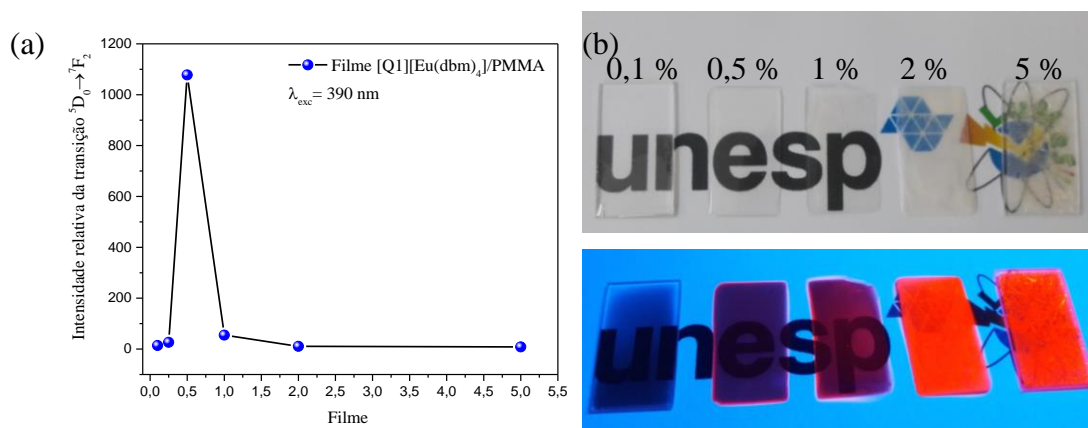 (a)
Intensidade relativa da transição ⁵D₀→⁷F₂
1200
1000
800
600
400
200
0
Filme [Q1][Eu(dbm)₄]/PMMA
λexc= 390 nm
0,0 0,5 1,0 1,5 2,0 2,5 3,0 3,5 4,0 4,5 5,0 5,5
Filme
(b)
0,1 % 0,5 % 1 % 2 % 5 %
unesp
unesp